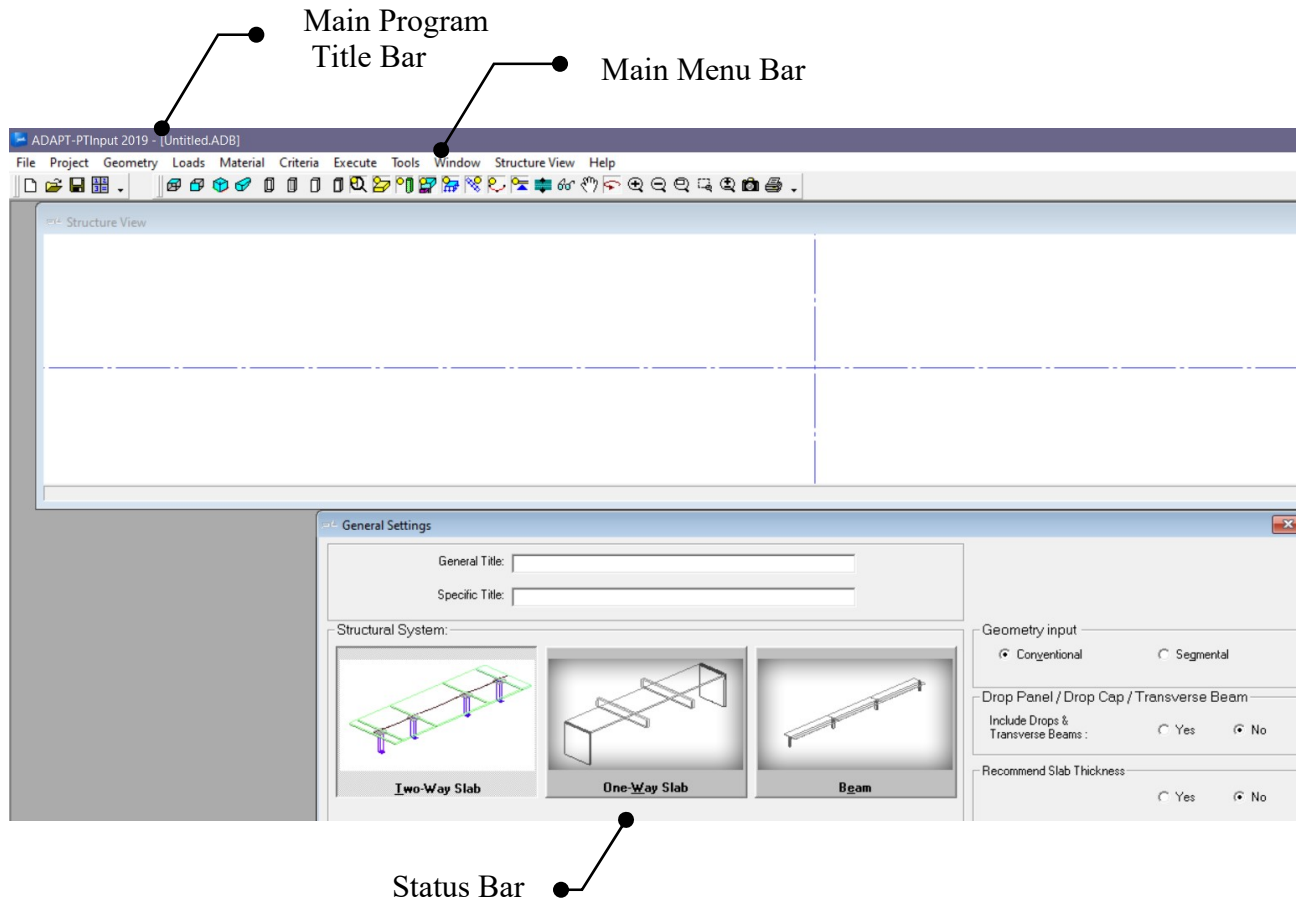 Main Program
Title Bar
Main Menu Bar
ADAPT-PTInput 2019 - [Untitled.ADB]
File Project Geometry Loads Material Criteria Execute Tools Window Structure View Help
Structure View
General Settings
General Title:
Specific Title:
Structural System:
Two-Way Slab
One-Way Slab
Beam
Geometry input
Conventional Segmental
Drop Panel / Drop Cap / Transverse Beam
Include Drops &
Transverse Beams : Yes No
Recommend Slab Thickness
Yes No
Status Bar